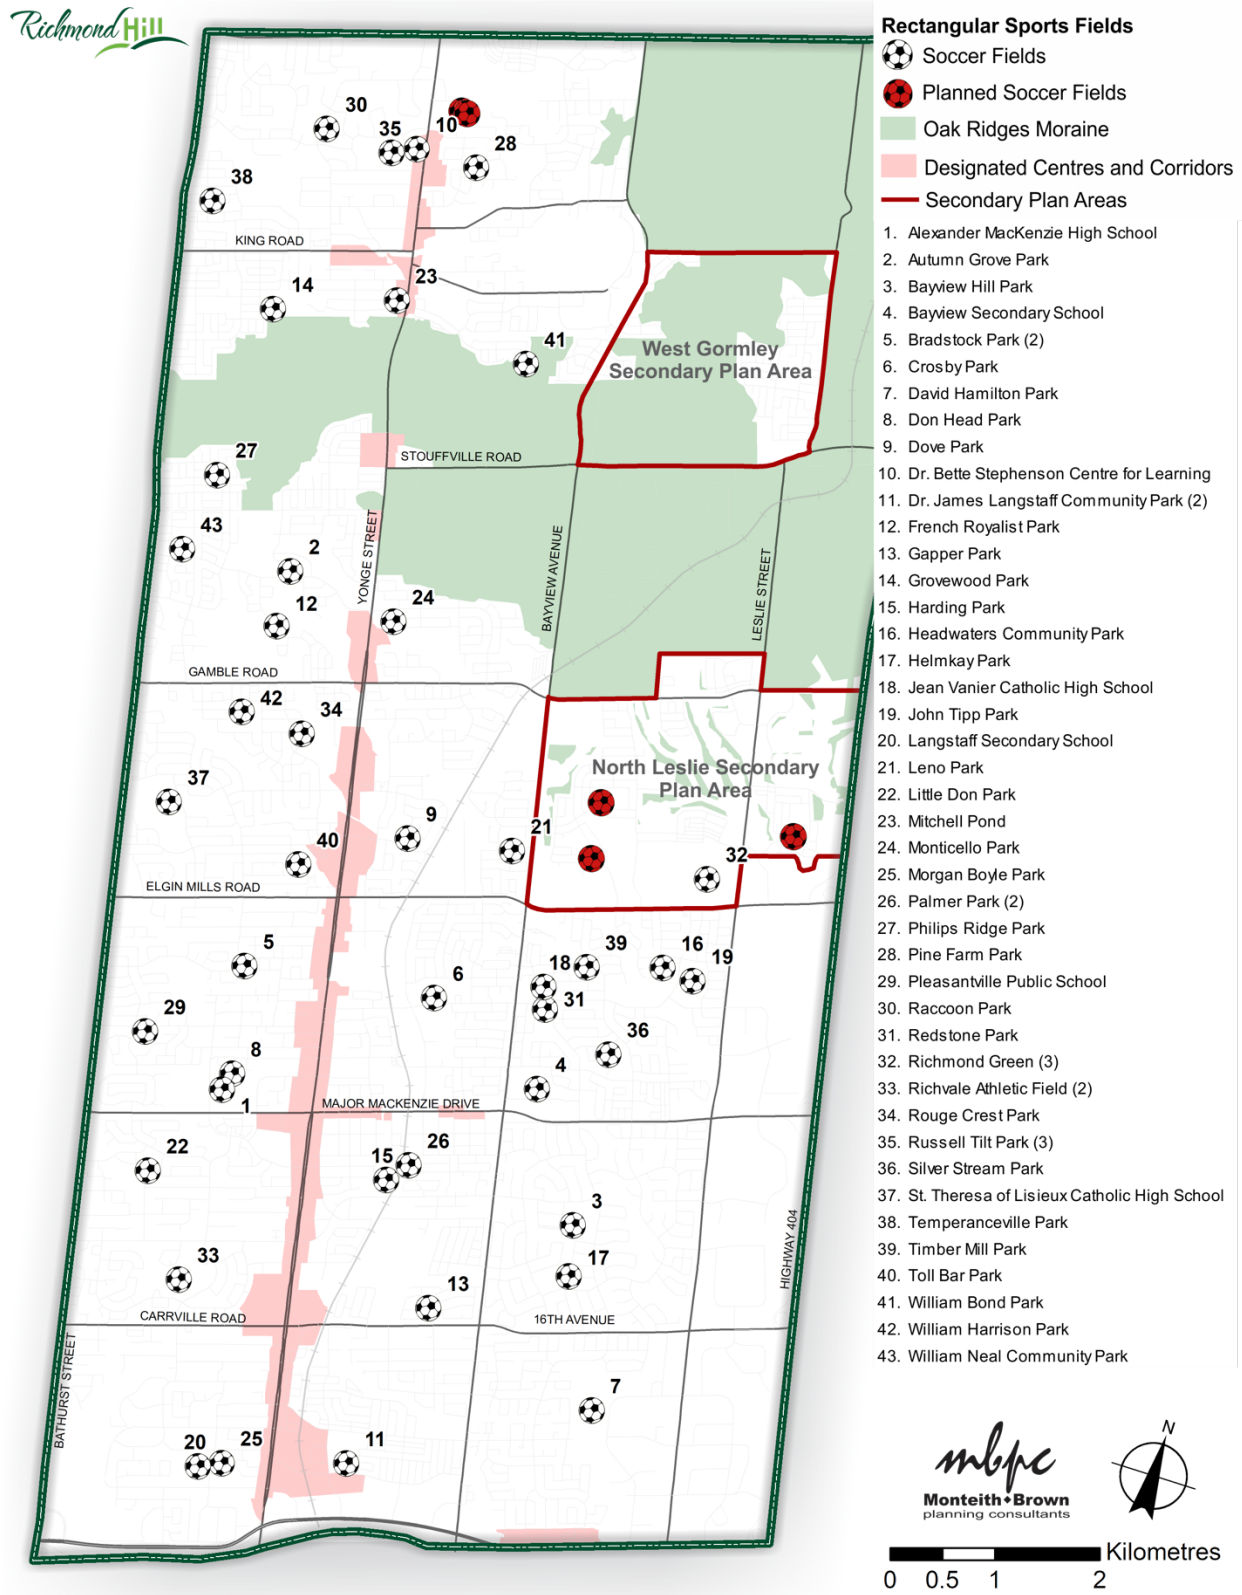 Richmond Hill
Rectangular Sports Fields
Soccer Fields
Planned Soccer Fields
Oak Ridges Moraine
Designated Centres and Corridors
Secondary Plan Areas
1. Alexander MacKenzie High School
2. Autumn Grove Park
3. Bayview Hill Park
4. Bayview Secondary School
5. Bradstock Park (2)
6. Crosby Park
7. David Hamilton Park
8. Don Head Park
9. Dove Park
10. Dr. Bette Stephenson Centre for Learning
11. Dr. James Langstaff Community Park (2)
12. French Royalist Park
13. Gapper Park
14. Grovewood Park
15. Harding Park
16. Headwaters Community Park
17. Helmkay Park
18. Jean Vanier Catholic High School
19. John Tipp Park
20. Langstaff Secondary School
21. Leno Park
22. Little Don Park
23. Mitchell Pond
24. Monticello Park
25. Morgan Boyle Park
26. Palmer Park (2)
27. Philips Ridge Park
28. Pine Farm Park
29. Pleasantville Public School
30. Raccoon Park
31. Redstone Park
32. Richmond Green (3)
33. Richvale Athletic Field (2)
34. Rouge Crest Park
35. Russell Tilt Park (3)
36. Silver Stream Park
37. St. Theresa of Lisieux Catholic High School
38. Temperanceville Park
39. Timber Mill Park
40. Toll Bar Park
41. William Bond Park
42. William Harrison Park
43. William Neal Community Park
30
35
10
28
38
KING ROAD
14
23
41
West Gormley
Secondary Plan Area
27
STOUFFVILLE ROAD
43
2
YONGE STREET
BAYVIEW AVENUE
LESLIE STREET
12
24
GAMBLE ROAD
42
34
North Leslie Secondary
Plan Area
37
9
21
40
32
ELGIN MILLS ROAD
5
39
16
19
18
6
31
29
36
8
4
1
MAJOR MACKENZIE DRIVE
22
15
26
3
33
17
13
HIGHWAY 404
CARRVILLE ROAD
16TH AVENUE
BATHURST STREET
7
20
25
11
mbpc
Monteith Brown
planning consultants
N
Kilometres
0 0.5 1 2